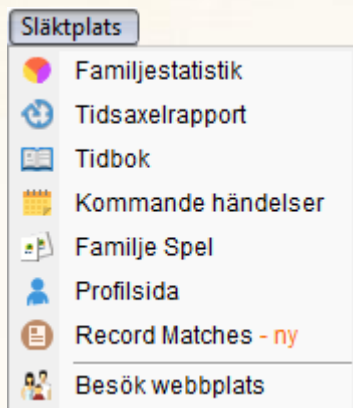 Släktplats
Familjestatistik
Tidsaxelrapport
Tidbok
Kommande händelser
Familje Spel
Profilsida
Record Matches - ny
Besök webbplats